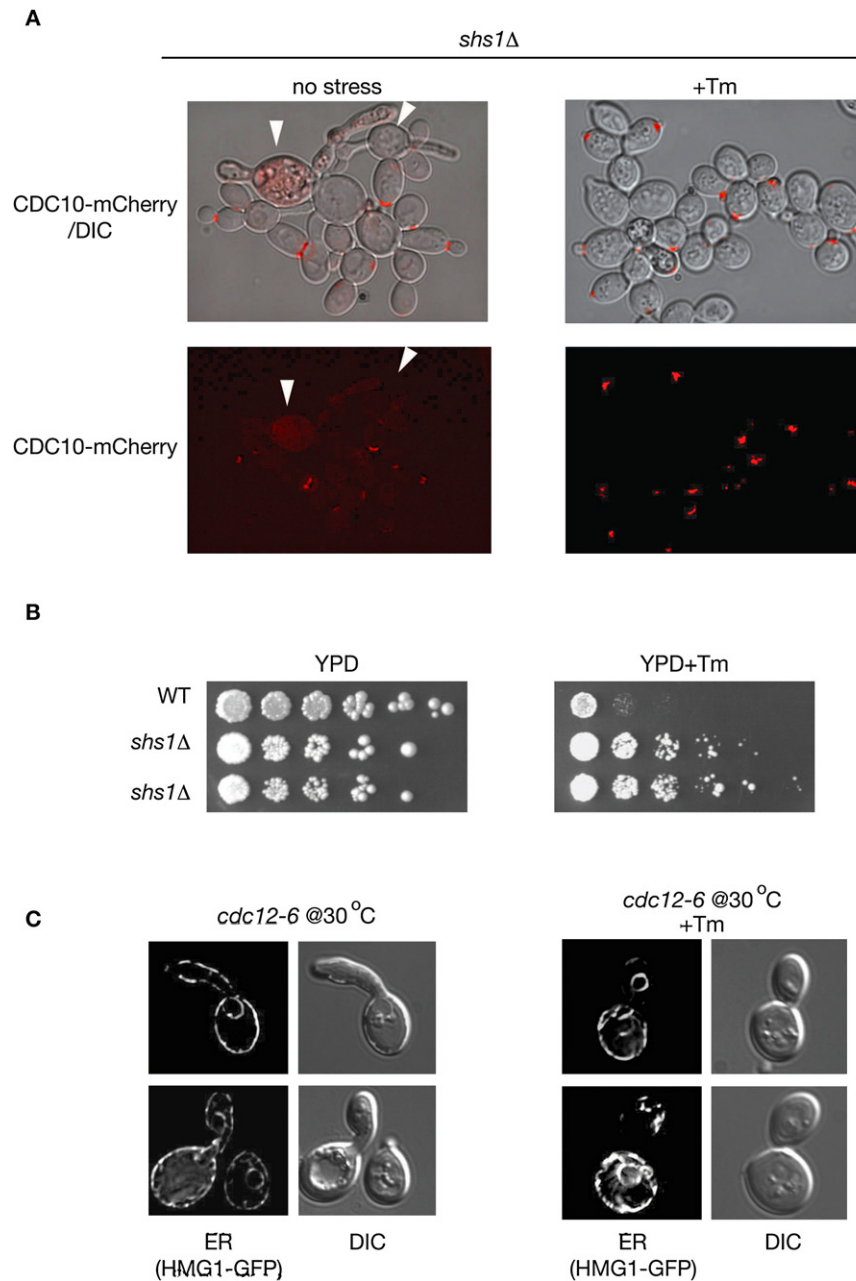 A
shs1Δ
no stress
+Tm
CDC10-mCherry
/DIC
CDC10-mCherry
B
YPD
YPD+Tm
WT
shs1Δ
shs1Δ
C
cdc12-6 @30 °C
cdc12-6 @30 °C
+Tm
ER
(HMG1-GFP)
DIC
ER
(HMG1-GFP)
DIC